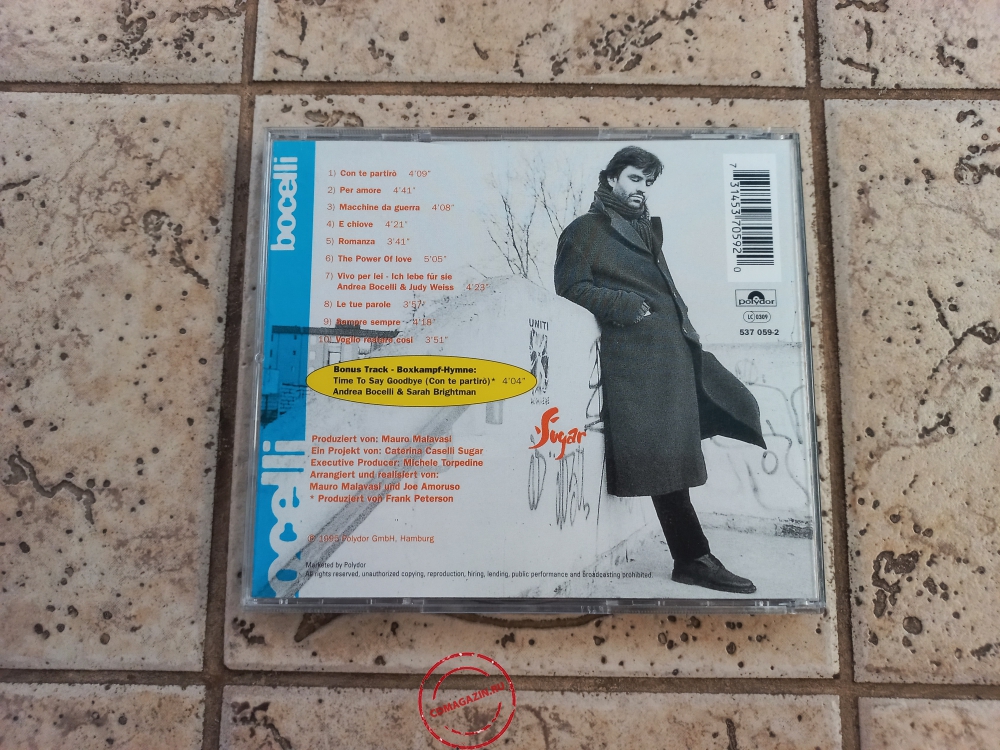 bocelli
ocelli
1) Con te partirò 4'09"
2) Per amore 4'41"
3) Macchine da guerra 4'08"
4) E chiove 4'21"
5) Romanza 3'41"
6) The Power Of love 5'05"
7) Vivo per lei - Ich lebe für sie
Andrea Bocelli & Judy Weiss 4'23"
8) Le tue parole 3'57"
9) Sempre sempre 4'18"
10) Voglio restare così 3'51"
Bonus Track - Boxkampf-Hymne:
Time To Say Goodbye (Con te partirò)* 4'04"
Andrea Bocelli & Sarah Brightman
Produziert von: Mauro Malavasi
Ein Projekt von: Caterina Caselli Sugar
Executive Producer: Michele Torpedine
Arrangiert und realisiert von:
Mauro Malavasi und Joe Amoruso
* Produziert von Frank Peterson
Polydor GmbH, Hamburg
Marketed by Polydor
All rights reserved, unauthorized copying, reproduction, hiring, lending, public performance and broadcasting prohibited.
UNITI
Sugar
7 31453 70592 0
polydor
LC 0309
537 059-2
CDMAGAZIN.RU